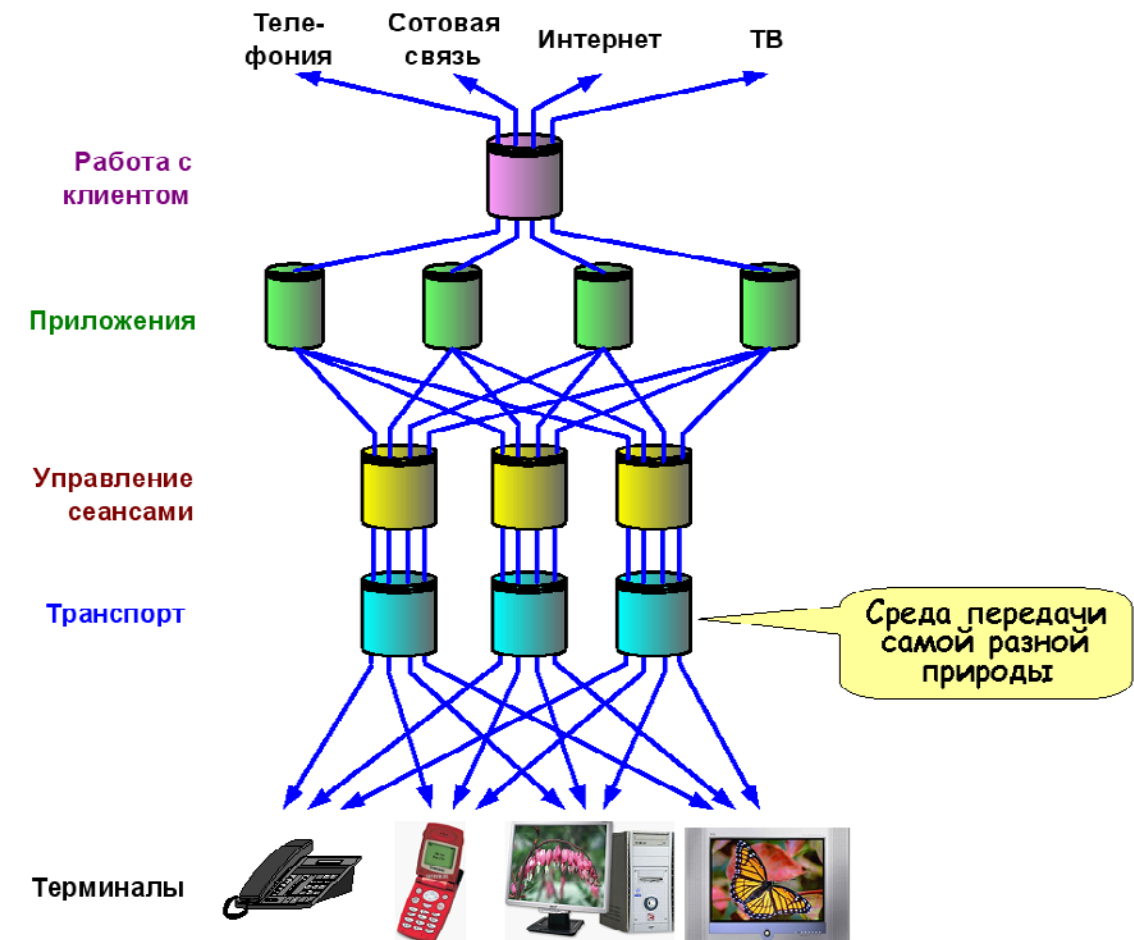 Теле-
фония
Сотовая
связь
Интернет
ТВ
Работа с
клиентом
Приложения
Управление
сеансами
Транспорт
Среда передачи
самой разной
природы
Терминалы